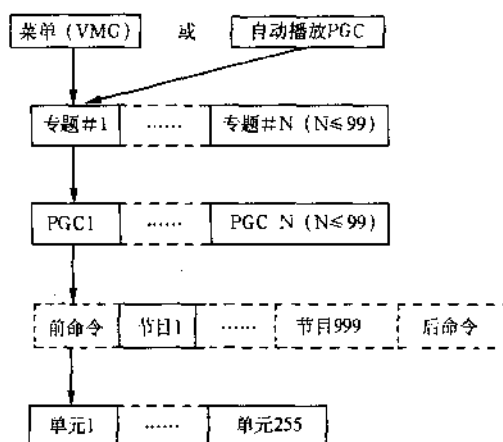 菜单（VMG） 或 自动播放PGC
专题#1 …… 专题#N（N≤99）
PGC1 …… PGC N（N≤99）
前命令 节目1 …… 节目999 后命令
单元1 …… 单元255